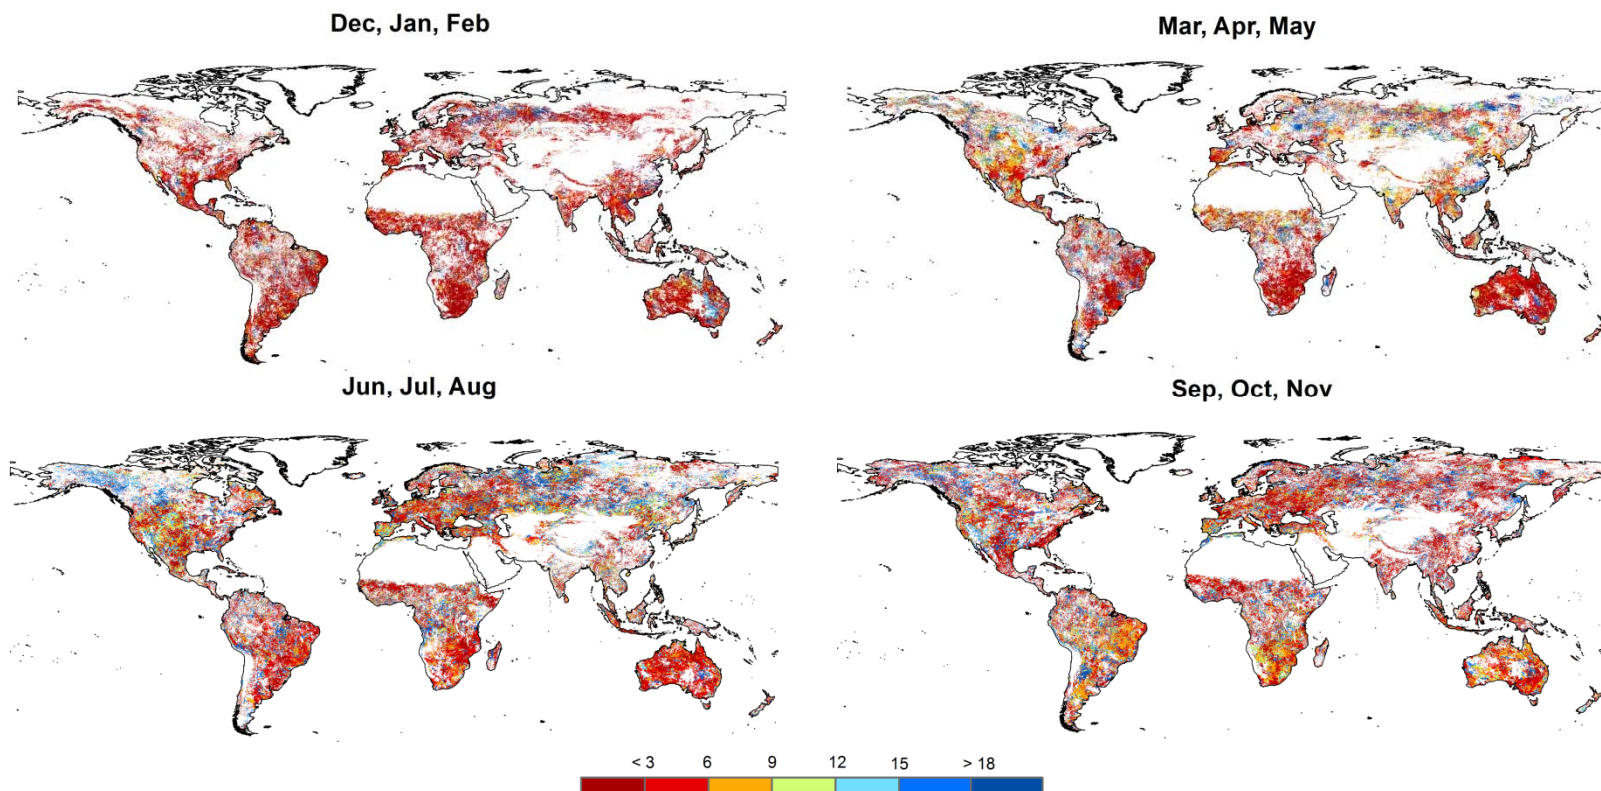 Dec, Jan, Feb
Mar, Apr, May
Jun, Jul, Aug
Sep, Oct, Nov
< 3 6 9 12 15 > 18